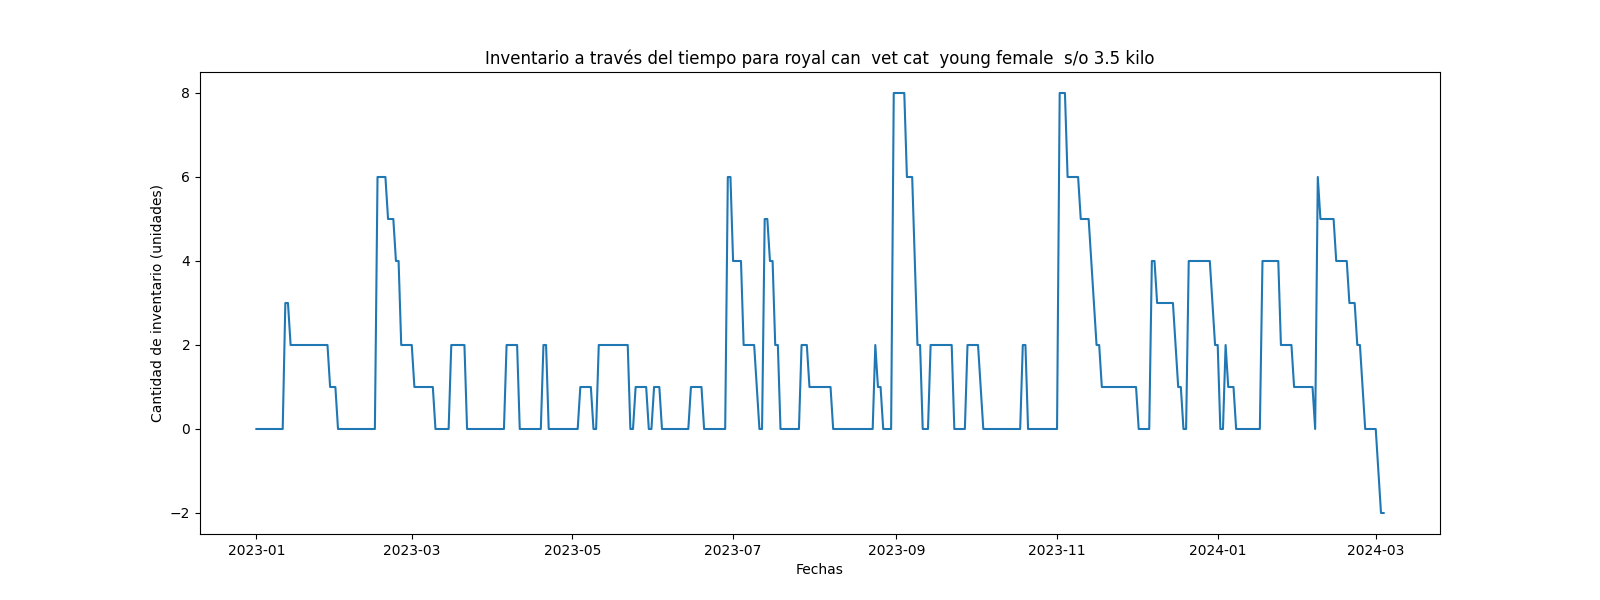 Inventario a través del tiempo para royal can  vet cat  young female  s/o 3.5 kilo
Cantidad de inventario (unidades)
8
6
4
2
0
−2
2023-01 2023-03 2023-05 2023-07 2023-09 2023-11 2024-01 2024-03
Fechas